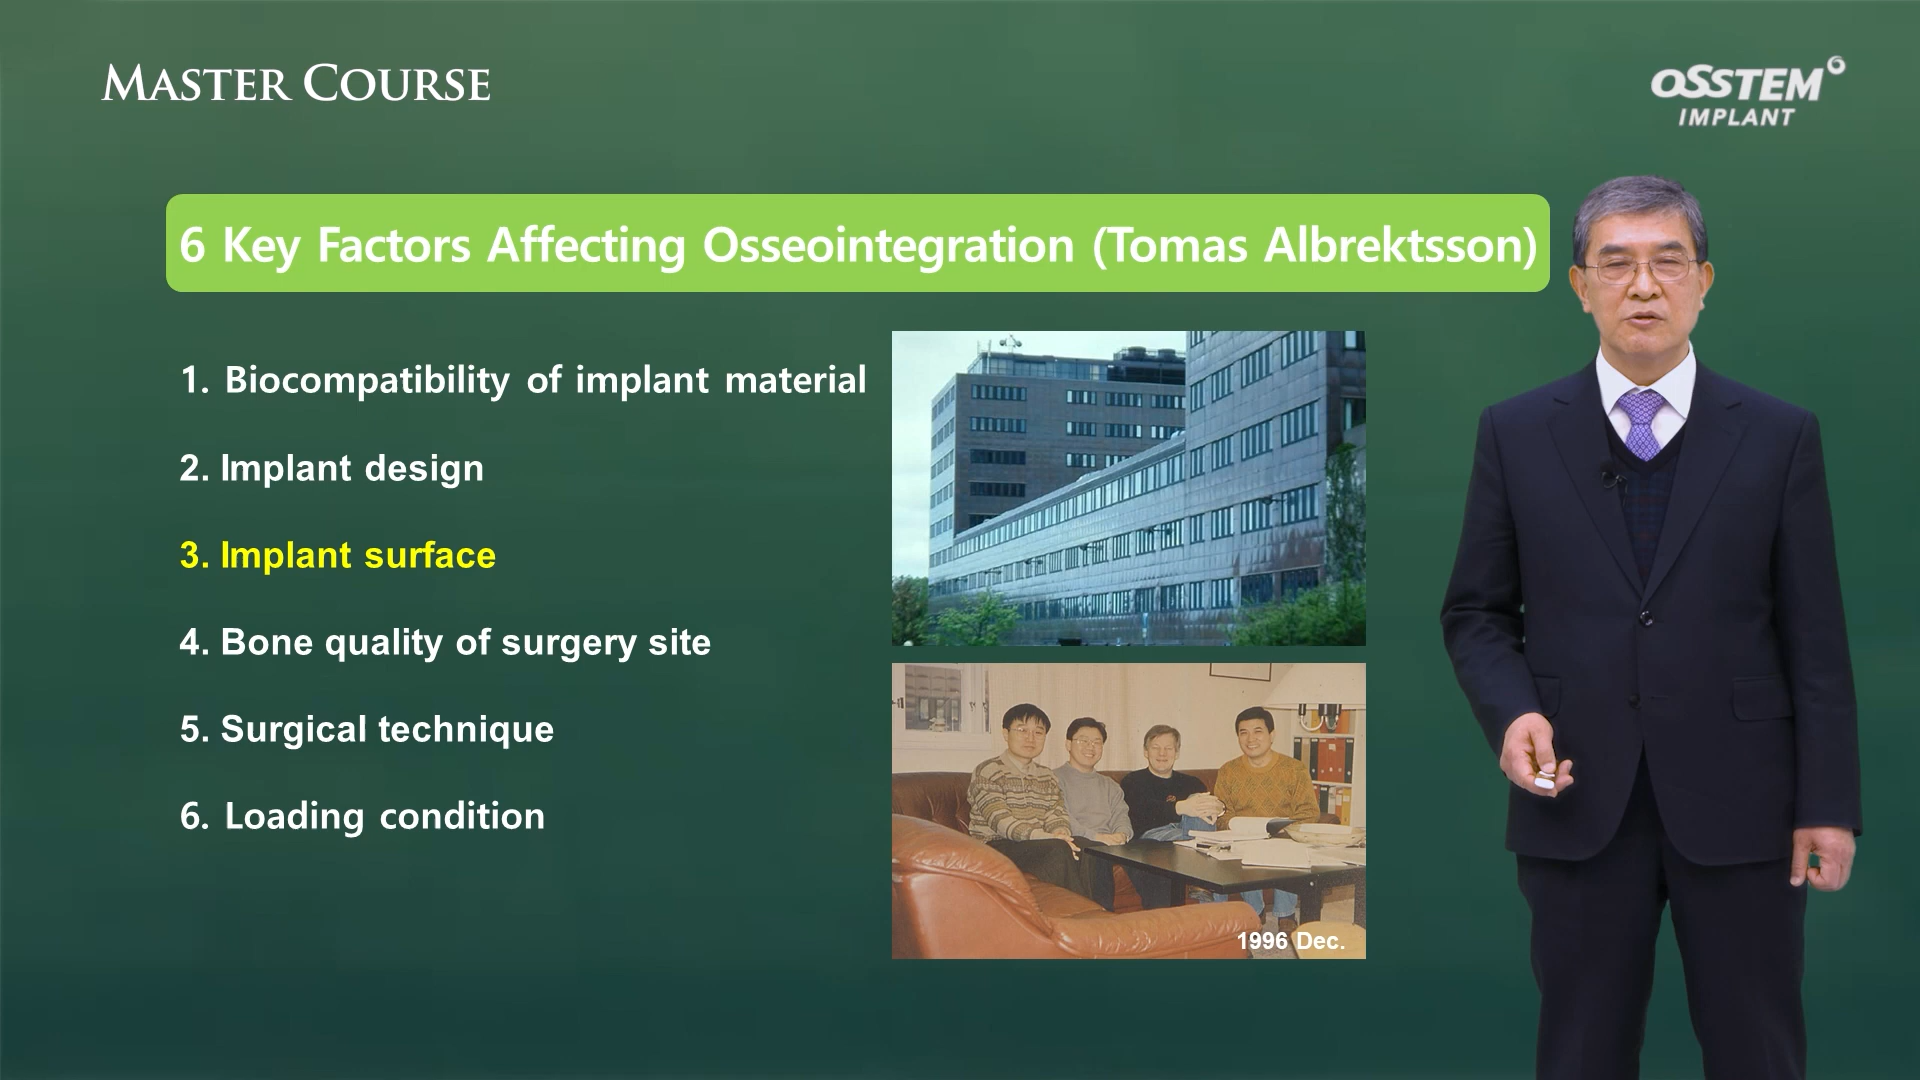 MASTER COURSE
OSSTEM
IMPLANT
6 Key Factors Affecting Osseointegration (Tomas Albrektsson)
1. Biocompatibility of implant material
2. Implant design
3. Implant surface
4. Bone quality of surgery site
5. Surgical technique
6. Loading condition
1996 Dec.